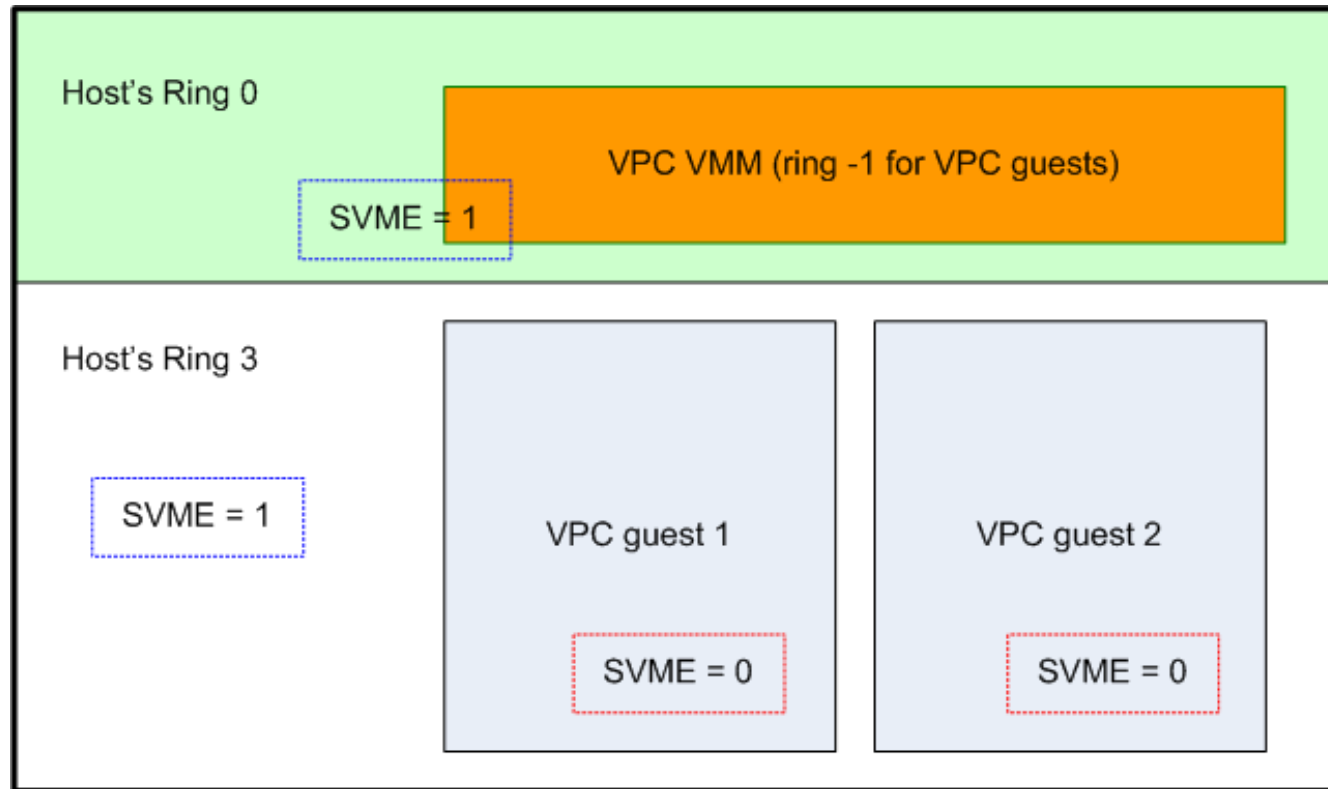 Host’s Ring 0
VPC VMM (ring -1 for VPC guests)
SVME = 1
Host’s Ring 3
SVME = 1
VPC guest 1
VPC guest 2
SVME = 0
SVME = 0